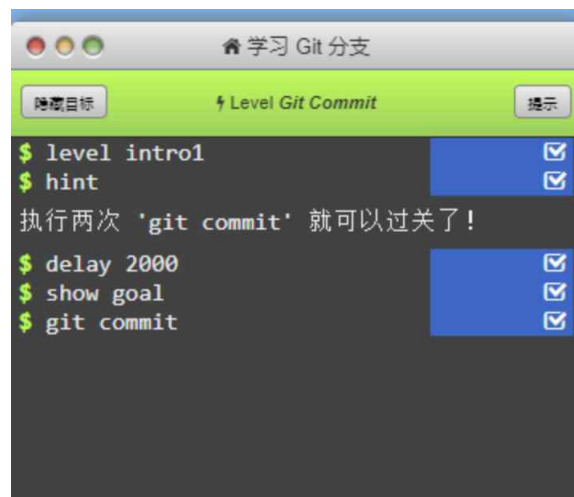 学习 Git 分支
隐藏目标
Level Git Commit
提示
$ level intro1
$ hint
执行两次 'git commit' 就可以过关了！
$ delay 2000
$ show goal
$ git commit